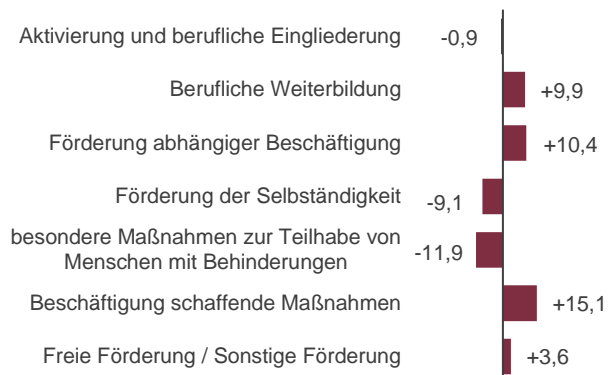 Aktivierung und berufliche Eingliederung -0,9
Berufliche Weiterbildung +9,9
Förderung abhängiger Beschäftigung +10,4
Förderung der Selbständigkeit -9,1
besondere Maßnahmen zur Teilhabe von
Menschen mit Behinderungen -11,9
Beschäftigung schaffende Maßnahmen +15,1
Freie Förderung / Sonstige Förderung +3,6